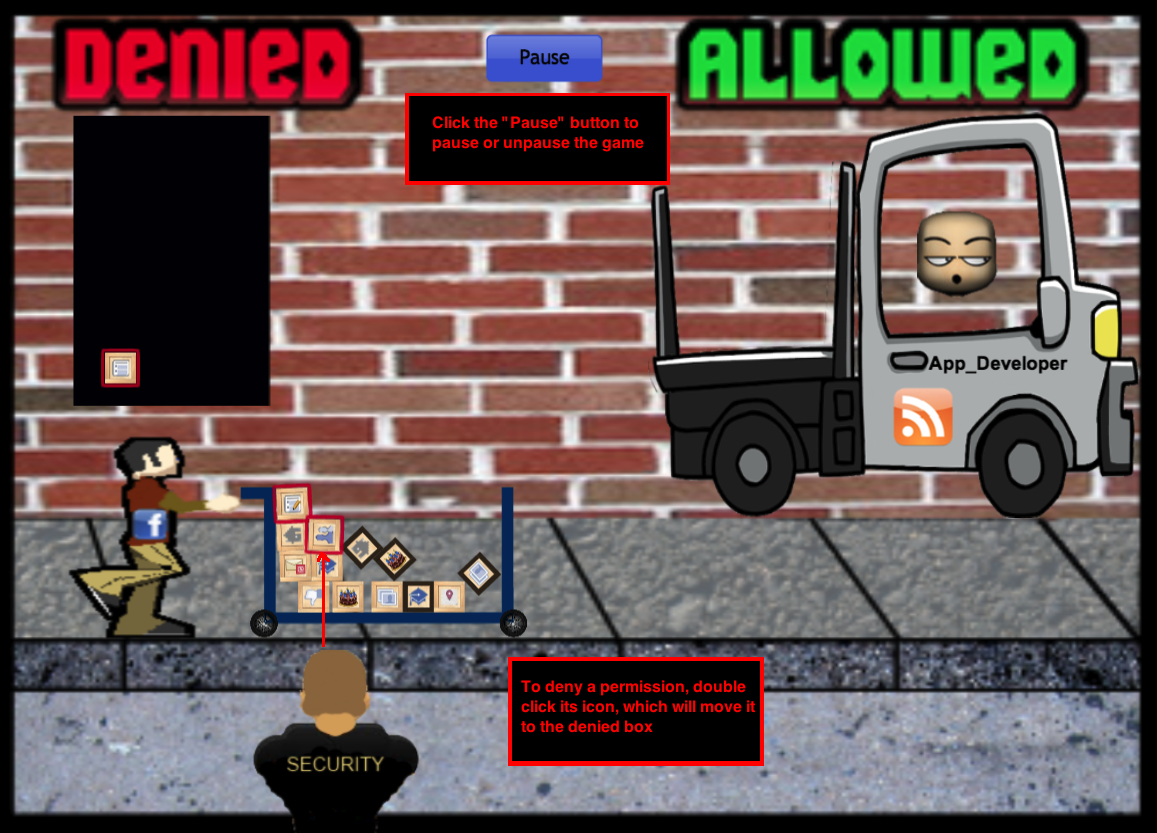 DENIED
Pause
ALLOWED
Click the "Pause" button to
pause or unpause the game
App_Developer
f
To deny a permission, double
click its icon, which will move it
to the denied box
SECURITY